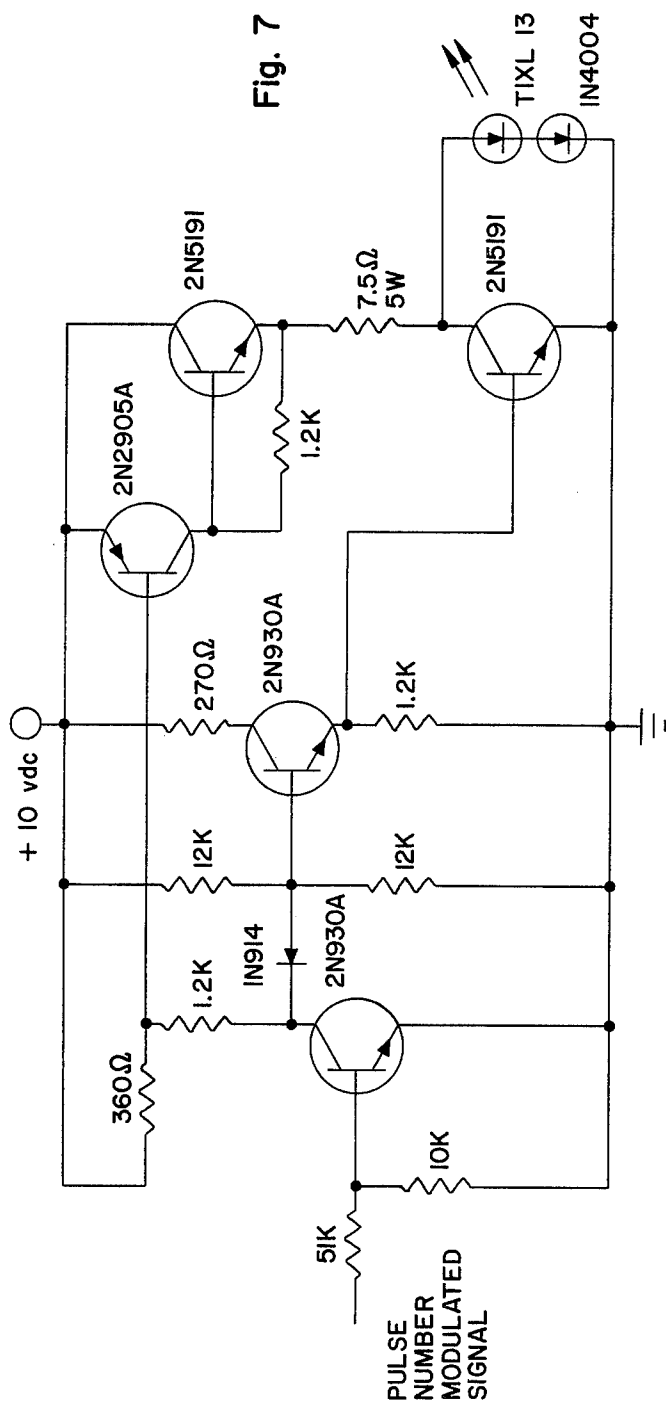 Fig. 7
+ 10 vdc
2N2905A
2N5191
360Ω
1.2K
1N914
12K
270Ω
2N930A
1.2K
7.5Ω
5W
TIXL 13
IN4004
2N5191
51K
10K
2N930A
12K
1.2K
PULSE
NUMBER
MODULATED
SIGNAL